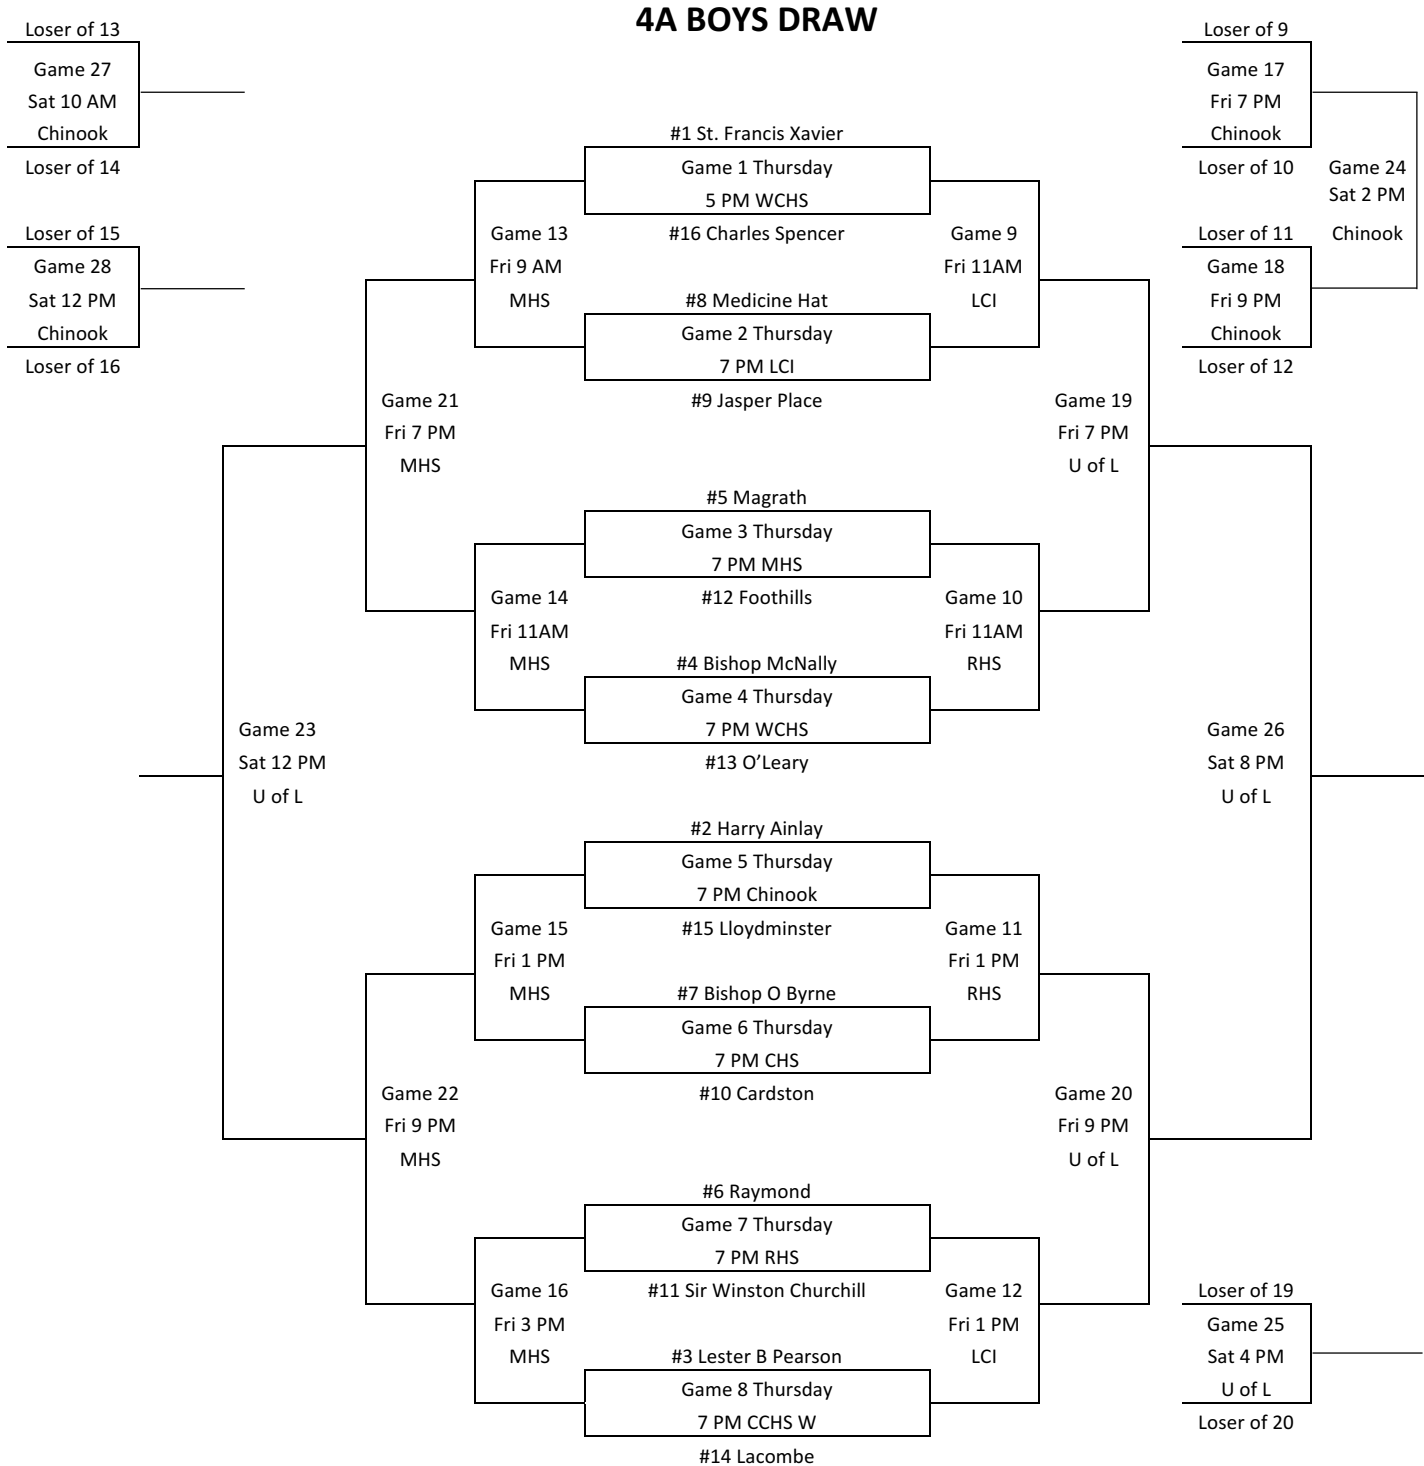 4A BOYS DRAW
Loser of 13
Game 27
Sat 10 AM
Chinook
Loser of 14
Loser of 15
Game 28
Sat 12 PM
Chinook
Loser of 16
Game 23
Sat 12 PM
U of L
Game 21
Fri 7 PM
MHS
Game 22
Fri 9 PM
MHS
Game 13
Fri 9 AM
MHS
Game 14
Fri 11AM
MHS
Game 15
Fri 1 PM
MHS
Game 16
Fri 3 PM
MHS
#1 St. Francis Xavier
Game 1 Thursday
5 PM WCHS
#16 Charles Spencer
#8 Medicine Hat
Game 2 Thursday
7 PM LCI
#9 Jasper Place
#5 Magrath
Game 3 Thursday
7 PM MHS
#12 Foothills
#4 Bishop McNally
Game 4 Thursday
7 PM WCHS
#13 O’Leary
#2 Harry Ainlay
Game 5 Thursday
7 PM Chinook
#15 Lloydminster
#7 Bishop O Byrne
Game 6 Thursday
7 PM CHS
#10 Cardston
#6 Raymond
Game 7 Thursday
7 PM RHS
#11 Sir Winston Churchill
#3 Lester B Pearson
Game 8 Thursday
7 PM CCHS W
#14 Lacombe
Game 9
Fri 11AM
LCI
Game 10
Fri 11AM
RHS
Game 11
Fri 1 PM
RHS
Game 12
Fri 1 PM
LCI
Game 19
Fri 7 PM
U of L
Game 20
Fri 9 PM
U of L
Game 26
Sat 8 PM
U of L
Loser of 9
Game 17
Fri 7 PM
Chinook
Loser of 10
Loser of 11
Game 18
Fri 9 PM
Chinook
Loser of 12
Game 24
Sat 2 PM
Chinook
Loser of 19
Game 25
Sat 4 PM
U of L
Loser of 20